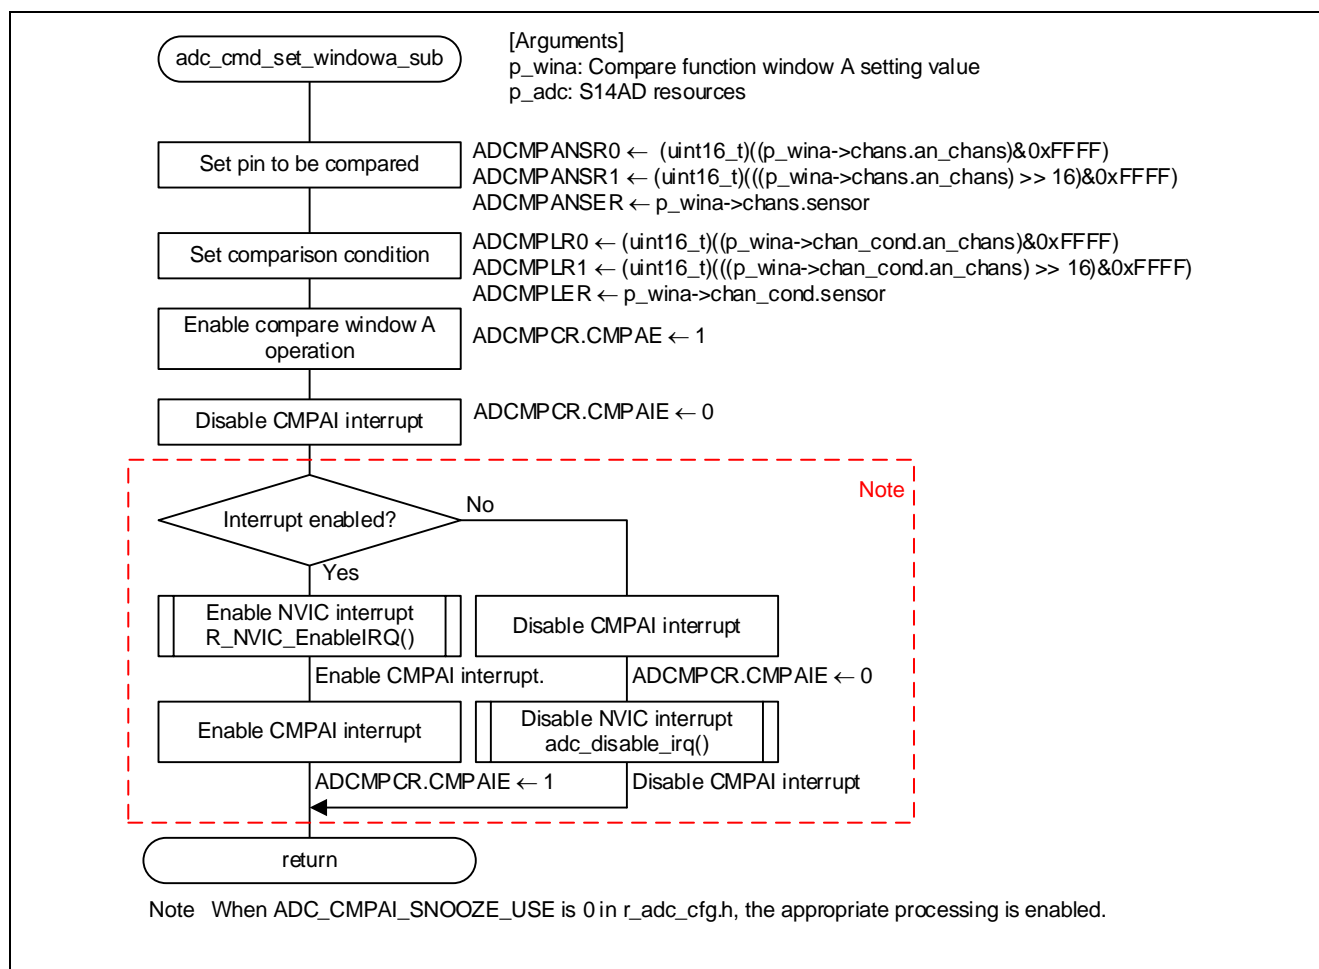 adc_cmd_set_windowa_sub
[Arguments]
p_wina: Compare function window A setting value
p_adc: S14AD resources
Set pin to be compared
ADCMPANSR0 ← (uint16_t)((p_wina->chans.an_chans)&0xFFFF)
ADCMPANSR1 ← (uint16_t)(((p_wina->chans.an_chans) >> 16)&0xFFFF)
ADCMPANSER ← p_wina->chans.sensor
Set comparison condition
ADCMPLR0 ← (uint16_t)((p_wina->chan_cond.an_chans)&0xFFFF)
ADCMPLR1 ← (uint16_t)(((p_wina->chan_cond.an_chans) >> 16)&0xFFFF)
ADCMPLER ← p_wina->chan_cond.sensor
Enable compare window A
operation
ADCMPCR.CMPAE ← 1
Disable CMPAI interrupt
ADCMPCR.CMPAIE ← 0
Note
Interrupt enabled?
No
Yes
Enable NVIC interrupt
R_NVIC_EnableIRQ()
Disable CMPAI interrupt
Enable CMPAI interrupt.
ADCMPCR.CMPAIE ← 0
Enable CMPAI interrupt
Disable NVIC interrupt
adc_disable_irq()
ADCMPCR.CMPAIE ← 1
Disable CMPAI interrupt
return
Note When ADC_CMPAI_SNOOZE_USE is 0 in r_adc_cfg.h, the appropriate processing is enabled.